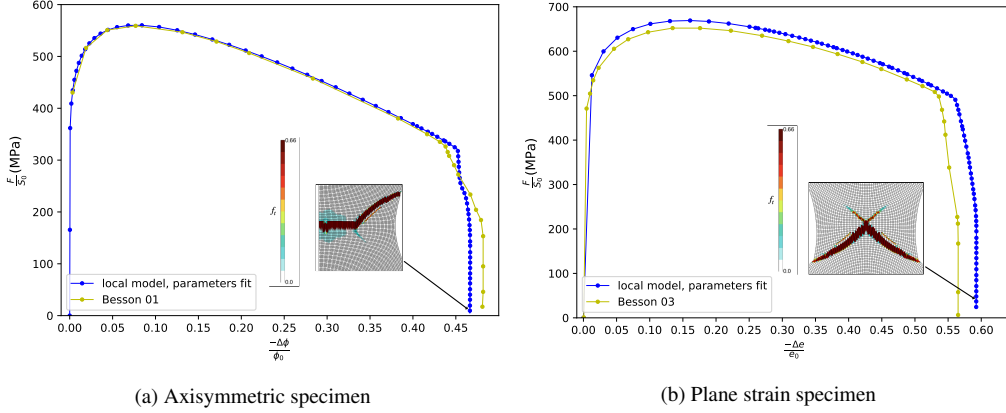 600
500
400
300
200
100
0
F/S₀ (MPa)
0.00 0.05 0.10 0.15 0.20 0.25 0.30 0.35 0.40 0.45
−Δϕ/ϕ₀
local model, parameters fit
Besson 01
0.66
fₜ
0.0
(a) Axisymmetric specimen
700
600
500
400
300
200
100
0
F/S₀ (MPa)
0.00 0.05 0.10 0.15 0.20 0.25 0.30 0.35 0.40 0.45 0.50 0.55 0.60
−Δe/e₀
local model, parameters fit
Besson 03
0.66
fₜ
0.0
(b) Plane strain specimen